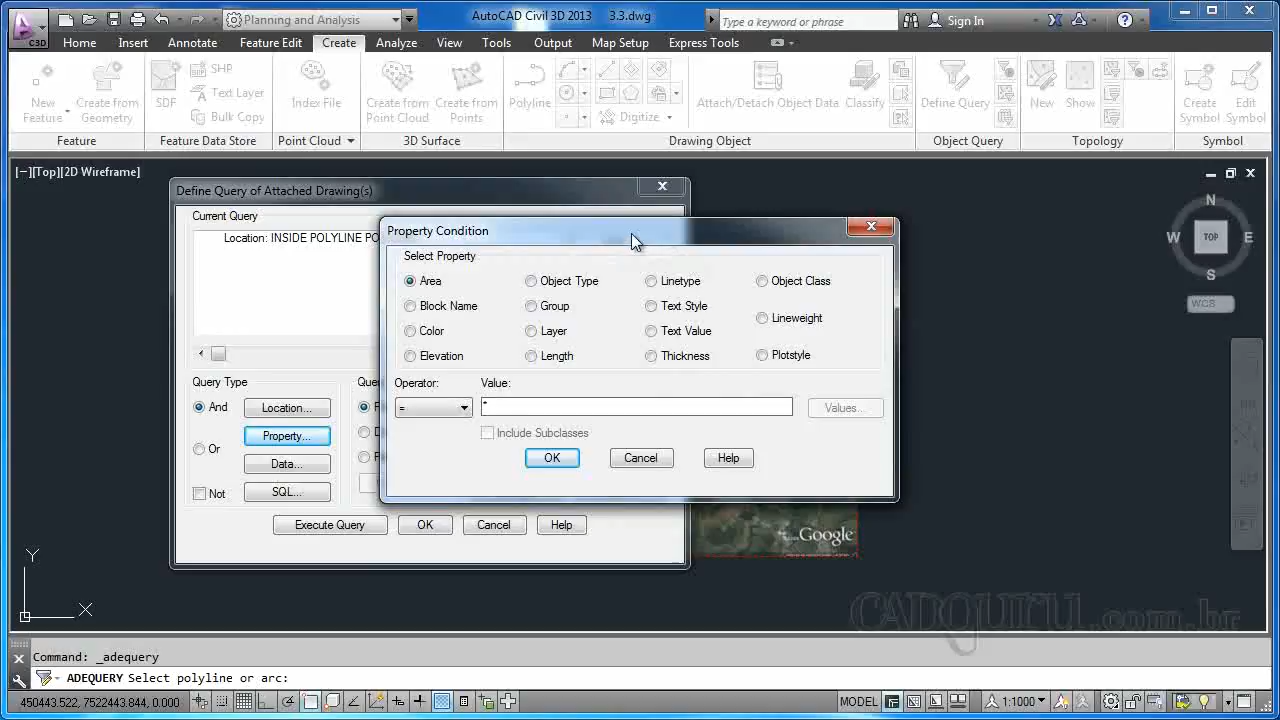 Planning and Analysis
AutoCAD Civil 3D 2013 3.3.dwg
Type a keyword or phrase
Sign In
C3D
Home Insert Annotate Feature Edit Create Analyze View Tools Output Map Setup Express Tools
New Feature
Create from Geometry
SDF
SHP
Text Layer
Bulk Copy
Index File
Create from Point Cloud
Create from Points
Polyline
Digitize
Attach/Detach Object Data
Classify
Define Query
New
Show
Create Symbol
Edit Symbol
Feature
Feature Data Store
Point Cloud
3D Surface
Drawing Object
Object Query
Topology
Symbol
[−][Top][2D Wireframe]
N
W TOP E
S
WCS
Define Query of Attached Drawing(s)
Current Query
Location: INSIDE POLYLINE PO
Query Type
And
Or
Not
Location...
Property...
Data...
SQL...
Execute Query
OK
Cancel
Help
Property Condition
Select Property
Area Object Type Linetype Object Class
Block Name Group Text Style
Lineweight
Color Layer Text Value
Elevation Length Thickness Plotstyle
Operator: Value:
= * Values...
Include Subclasses
OK Cancel Help
Google
Y
X
CADGURU.com.br
Command: _adequery
ADEQUERY Select polyline or arc:
450443.522, 7522443.844, 0.000
MODEL
1:1000